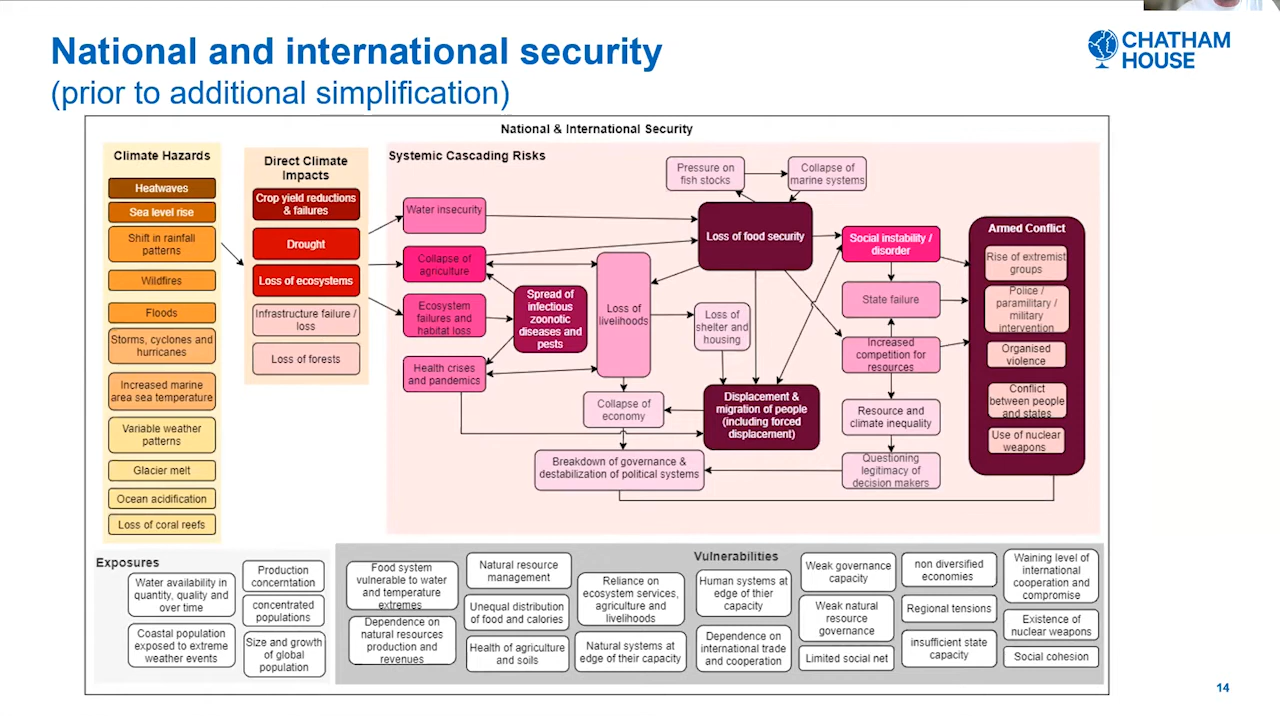 National and international security
(prior to additional simplification)
CHATHAM
HOUSE
National & International Security
Climate Hazards
Heatwaves
Sea level rise
Shift in rainfall
patterns
Wildfires
Floods
Storms, cyclones and
hurricanes
Increased marine
area sea temperature
Variable weather
patterns
Glacier melt
Ocean acidification
Loss of coral reefs
Direct Climate
Impacts
Crop yield reductions
& failures
Drought
Loss of ecosystems
Infrastructure failure /
loss
Loss of forests
Systemic Cascading Risks
Water insecurity
Collapse of
agriculture
Ecosystem
failures and
habitat loss
Health crises
and pandemics
Spread of
infectious
zoonotic
diseases and
pests
Loss of
livelihoods
Collapse of
economy
Breakdown of governance &
destabilization of political systems
Pressure on
fish stocks
Collapse of
marine systems
Loss of food security
Loss of
shelter and
housing
Displacement &
migration of people
(including forced
displacement)
Social instability /
disorder
State failure
Increased
competition for
resources
Resource and
climate inequality
Questioning
legitimacy of
decision makers
Armed Conflict
Rise of extremist
groups
Police /
paramilitary /
military
intervention
Organised
violence
Conflict
between people
and states
Use of nuclear
weapons
Exposures
Water availability in
quantity, quality and
over time
Coastal population
exposed to extreme
weather events
Production
concerntation
concentrated
populations
Size and growth
of global
population
Vulnerabilities
Food system
vulnerable to water
and temperature
extremes
Dependence on
natural resources
production and
revenues
Natural resource
management
Unequal distribution
of food and calories
Health of agriculture
and soils
Reliance on
ecosystem services,
agriculture and
livelihoods
Natural systems at
edge of their capacity
Human systems at
edge of thier
capacity
Dependence on
international trade
and cooperation
Weak governance
capacity
Weak natural
resource
governance
Limited social net
non diversified
economies
Regional tensions
insufficient state
capacity
Waining level of
international
cooperation and
compromise
Existence of
nuclear weapons
Social cohesion
14